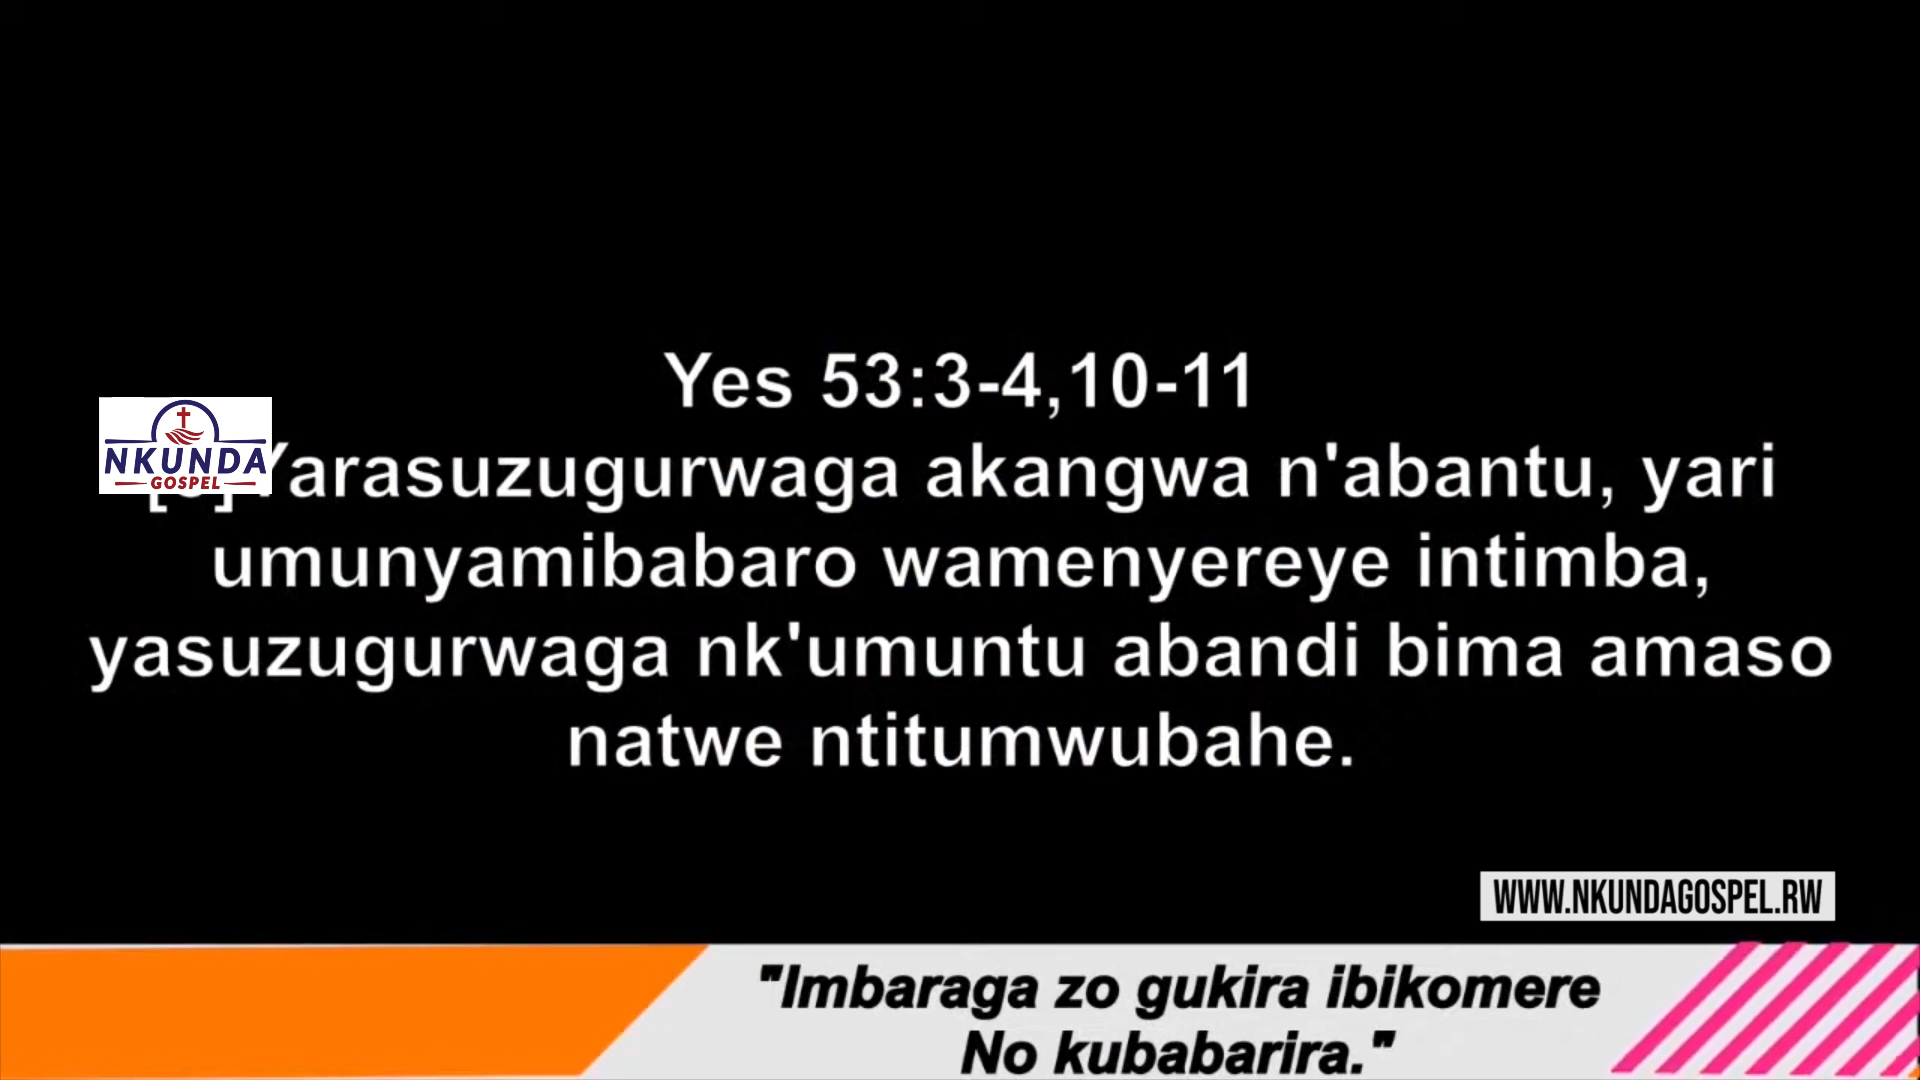 Yes 53:3-4,10-11
NKUNDA
GOSPEL
Yarasuzugurwaga akangwa n'abantu, yari
umunyamibabaro wamenyereye intimba,
yasuzugurwaga nk'umuntu abandi bima amaso
natwe ntitumwubahe.
WWW.NKUNDAGOSPEL.RW
"Imbaraga zo gukira ibikomere
No kubabarira."